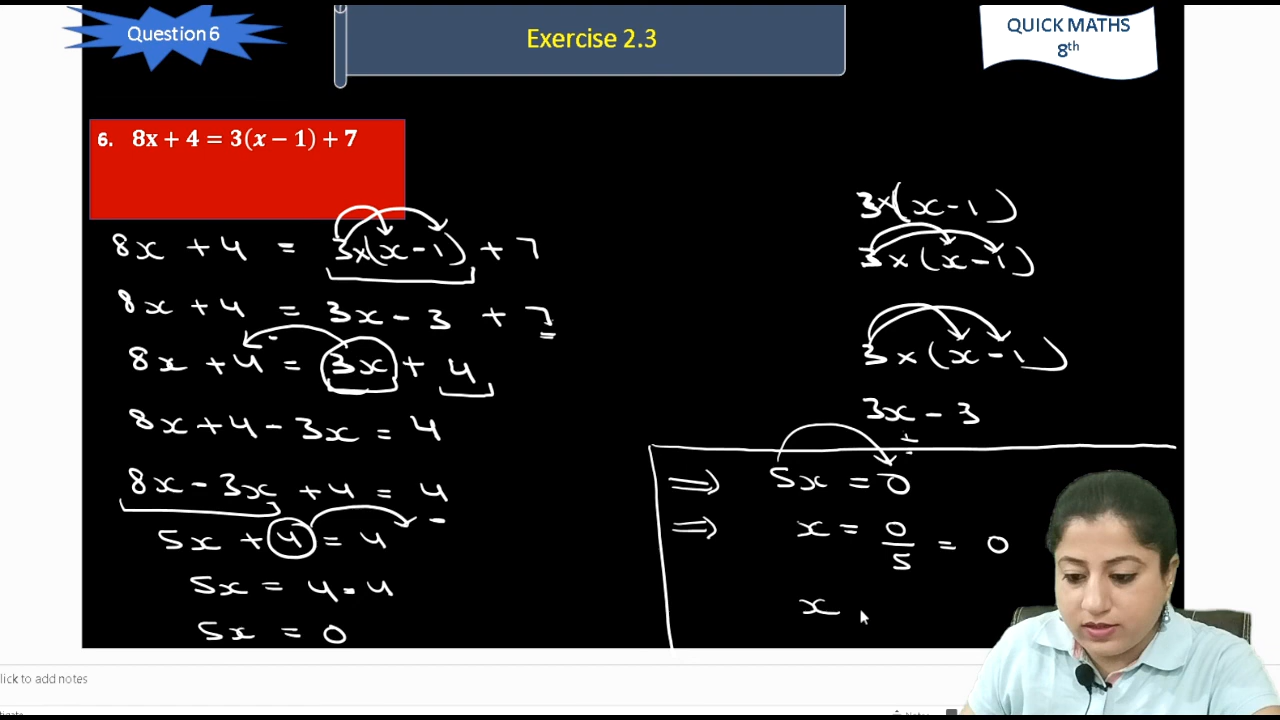 Question 6
Exercise 2.3
QUICK MATHS
8th
6. 8x + 4 = 3(x − 1) + 7
8x + 4 = 3×(x − 1) + 7
8x + 4 = 3x − 3 + 7
8x + 4 = 3x + 4
8x + 4 − 3x = 4
8x − 3x + 4 = 4
5x + 4 = 4
5x = 4 - 4
5x = 0
3×(x − 1)
3×(x − 1)
3×(x − 1)
3x − 3
⇒ 5x = 0
⇒ x = 0/5 = 0
x
lick to add notes